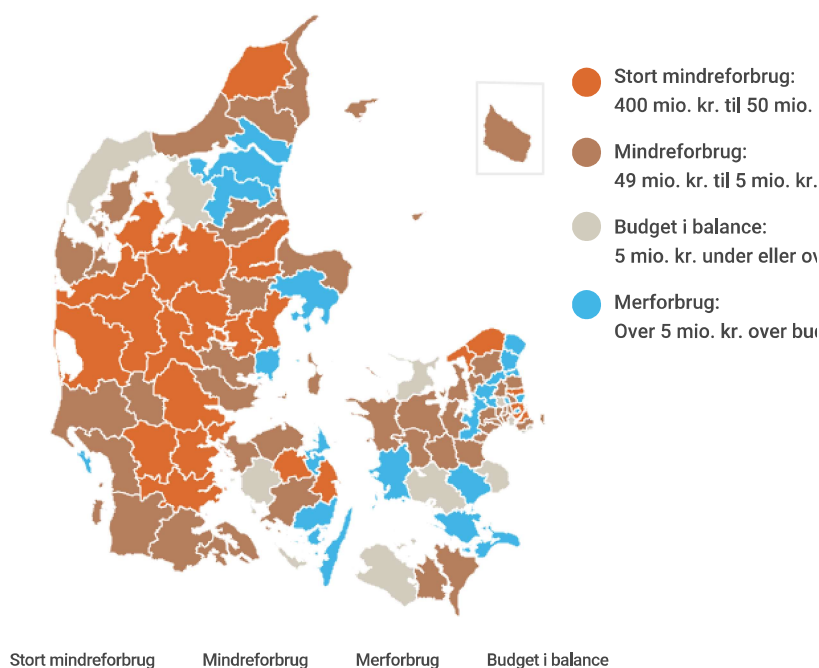 Stort mindreforbrug:
400 mio. kr. til 50 mio.
Mindreforbrug:
49 mio. kr. til 5 mio. kr.
Budget i balance:
5 mio. kr. under eller
Merforbrug:
Over 5 mio. kr. over
Stort mindreforbrug Mindreforbrug Merforbrug Budget i balance